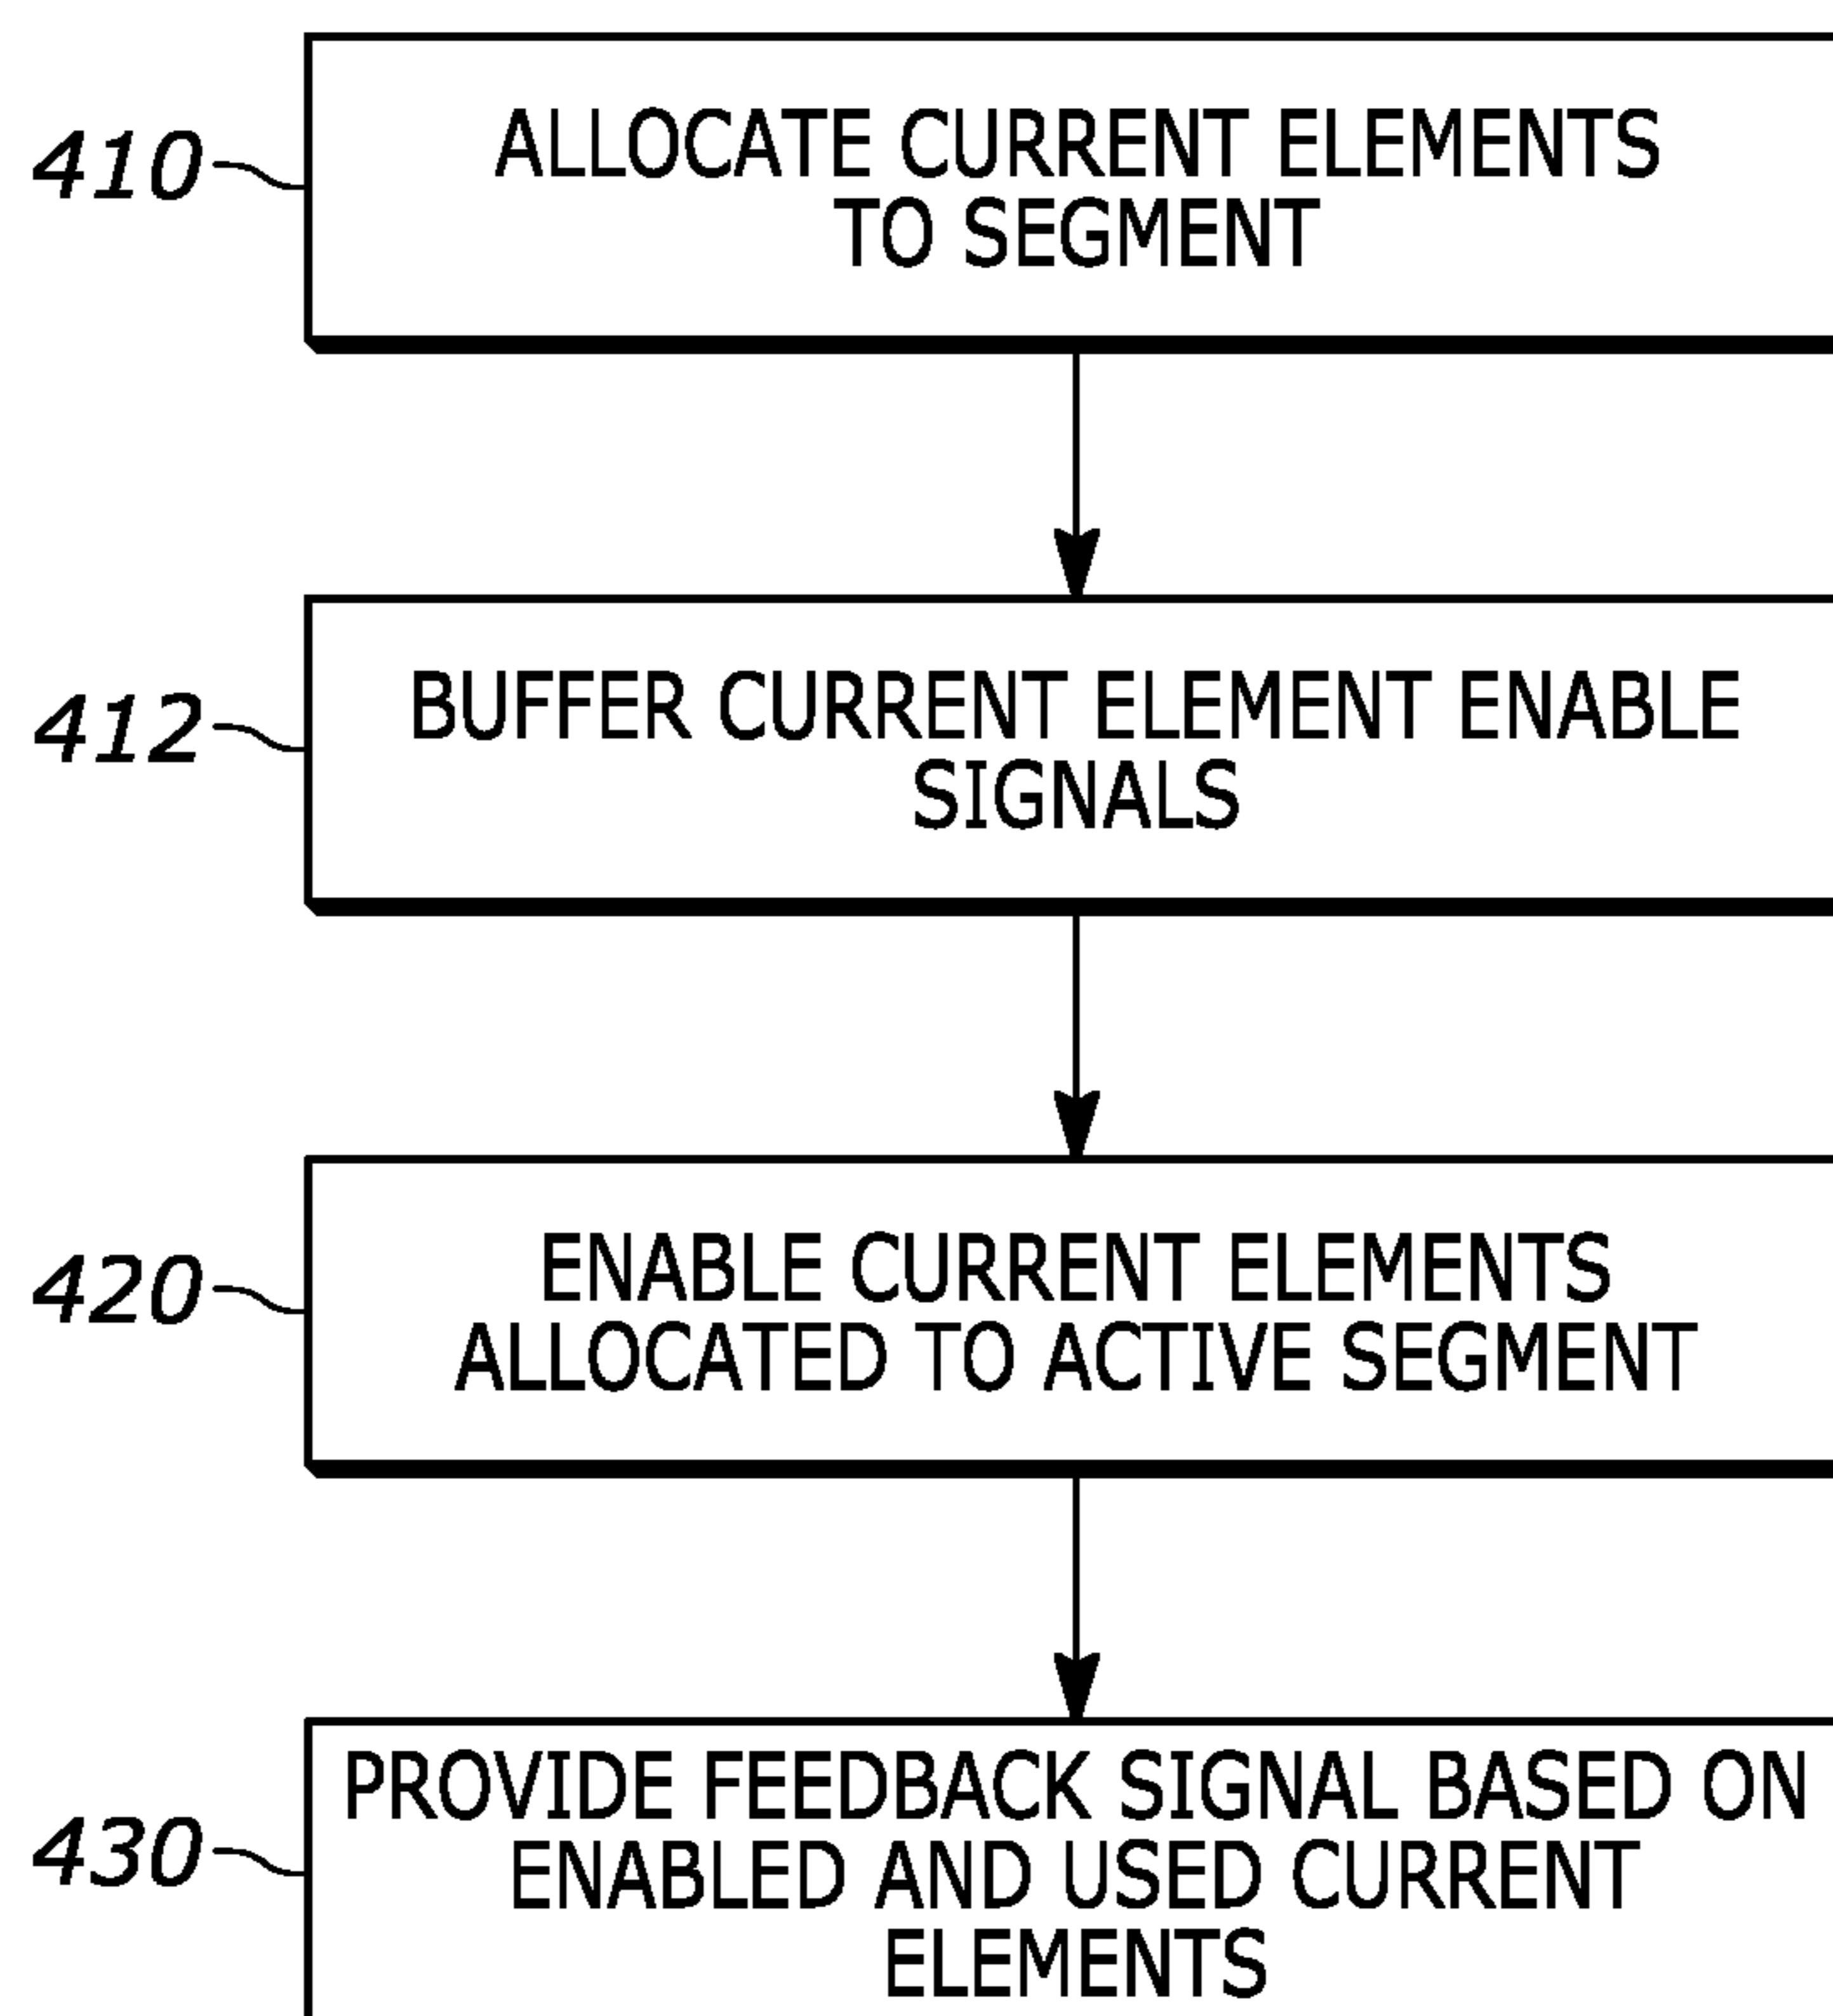 410
ALLOCATE CURRENT ELEMENTS
TO SEGMENT
412
BUFFER CURRENT ELEMENT ENABLE
SIGNALS
420
ENABLE CURRENT ELEMENTS
ALLOCATED TO ACTIVE SEGMENT
430
PROVIDE FEEDBACK SIGNAL BASED ON
ENABLED AND USED CURRENT
ELEMENTS